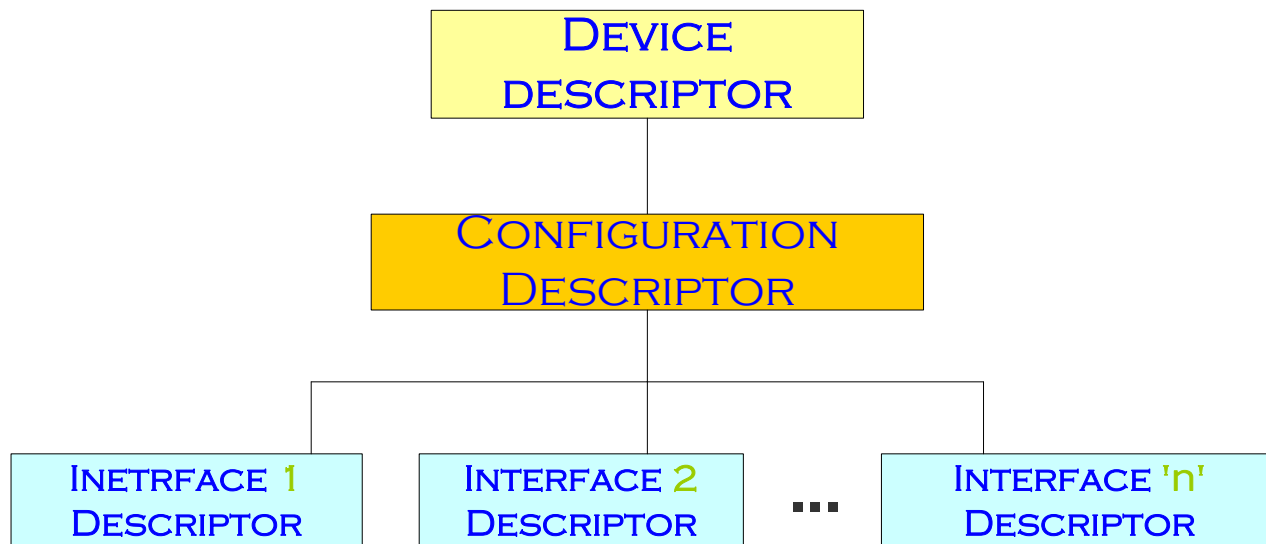 Device
descriptor
Configuration
Descriptor
Inetrface 1
Descriptor
Interface 2
Descriptor
...
Interface 'n'
Descriptor